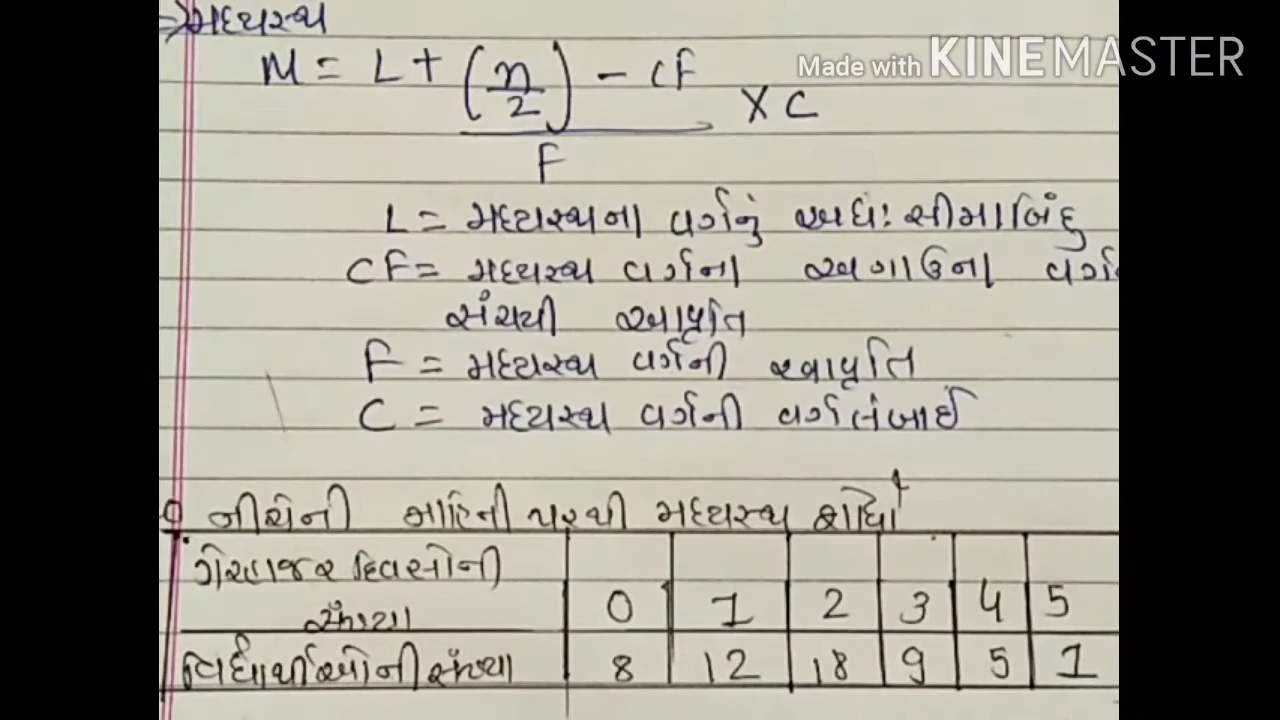 ⇒ મધ્યસ્થ
Made with KINEMASTER
M = L + (n/2) - CF / F × C
L = મધ્યસ્થના વર્ગનું અધઃસીમાબિંદુ
CF = મધ્યસ્થ વર્ગના આગાઉના વર્ગ
સંચયી આવૃતિ
F = મધ્યસ્થ વર્ગની આવૃતિ
C = મધ્યસ્થ વર્ગની વર્ગલંબાઈ
નીચેની માહિતી પરથી મધ્યસ્થ શોધો
ગેરહાજર દિવસોની
સંખ્યા 0 1 2 3 4 5
વિદ્યાર્થીઓની સંખ્યા 8 12 18 9 5 1